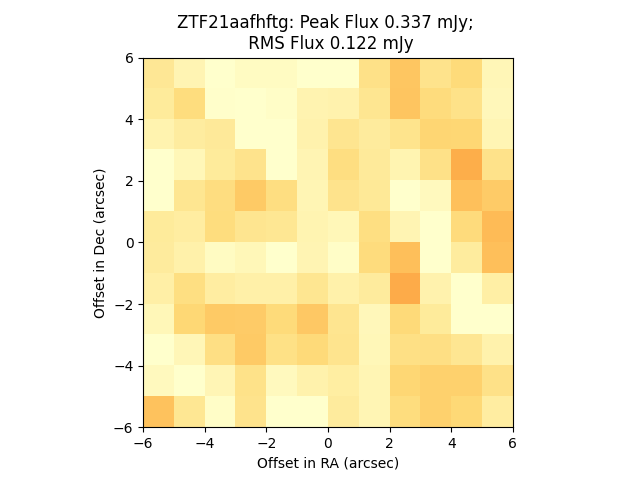 ZTF21aafhftg: Peak Flux 0.337 mJy;
RMS Flux 0.122 mJy
6
4
2
0
−2
−4
−6
Offset in Dec (arcsec)
−6 −4 −2 0 2 4 6
Offset in RA (arcsec)